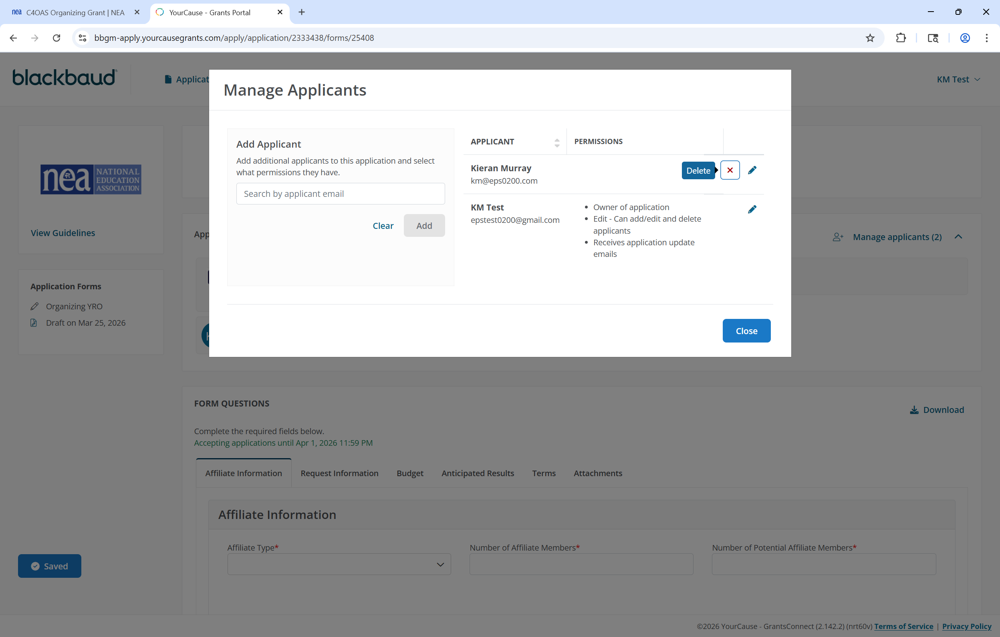 nea C4OAS Organizing Grant | NEA
YourCause - Grants Portal
bbgm-apply.yourcausegrants.com/apply/application/2333438/forms/25408
blackbaud®
Applicat
KM Test
Manage Applicants
Add Applicant
Add additional applicants to this application and select
what permissions they have.
Search by applicant email
Clear
Add
APPLICANT
PERMISSIONS
Kieran Murray
km@eps0200.com
Delete
KM Test
epstest0200@gmail.com
Owner of application
Edit - Can add/edit and delete
applicants
Receives application update
emails
Close
nea NATIONAL
EDUCATION
ASSOCIATION
View Guidelines
Application Forms
Organizing YRO
Draft on Mar 25, 2026
App
Manage applicants (2)
FORM QUESTIONS
Download
Complete the required fields below.
Accepting applications until Apr 1, 2026 11:59 PM
Affiliate Information
Request Information
Budget
Anticipated Results
Terms
Attachments
Affiliate Information
Affiliate Type*
Number of Affiliate Members*
Number of Potential Affiliate Members*
Saved
©2026 YourCause - GrantsConnect (2.142.2) (nrt60v) Terms of Service | Privacy Policy